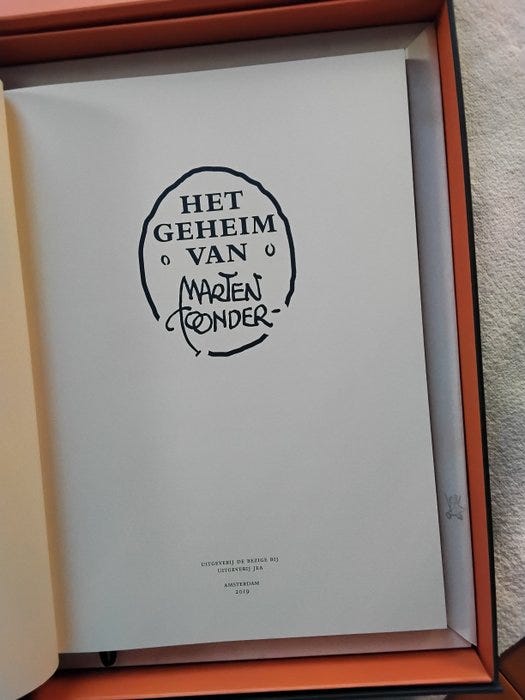 HET
GEHEIM
VAN
MARTEN
TOONDER-
UITGEVERIJ DE BEZIGE BIJ
UITGEVERIJ JEA
AMSTERDAM
2019